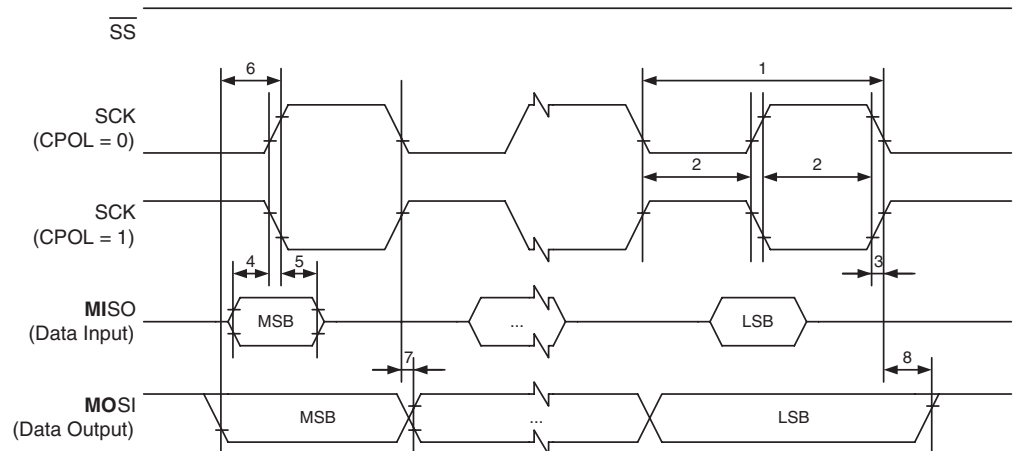 SS
6
1
SCK
(CPOL = 0)
2
2
SCK
(CPOL = 1)
4
5
3
MISO
(Data Input)
MSB
...
LSB
7
8
MOSI
(Data Output)
MSB
...
LSB